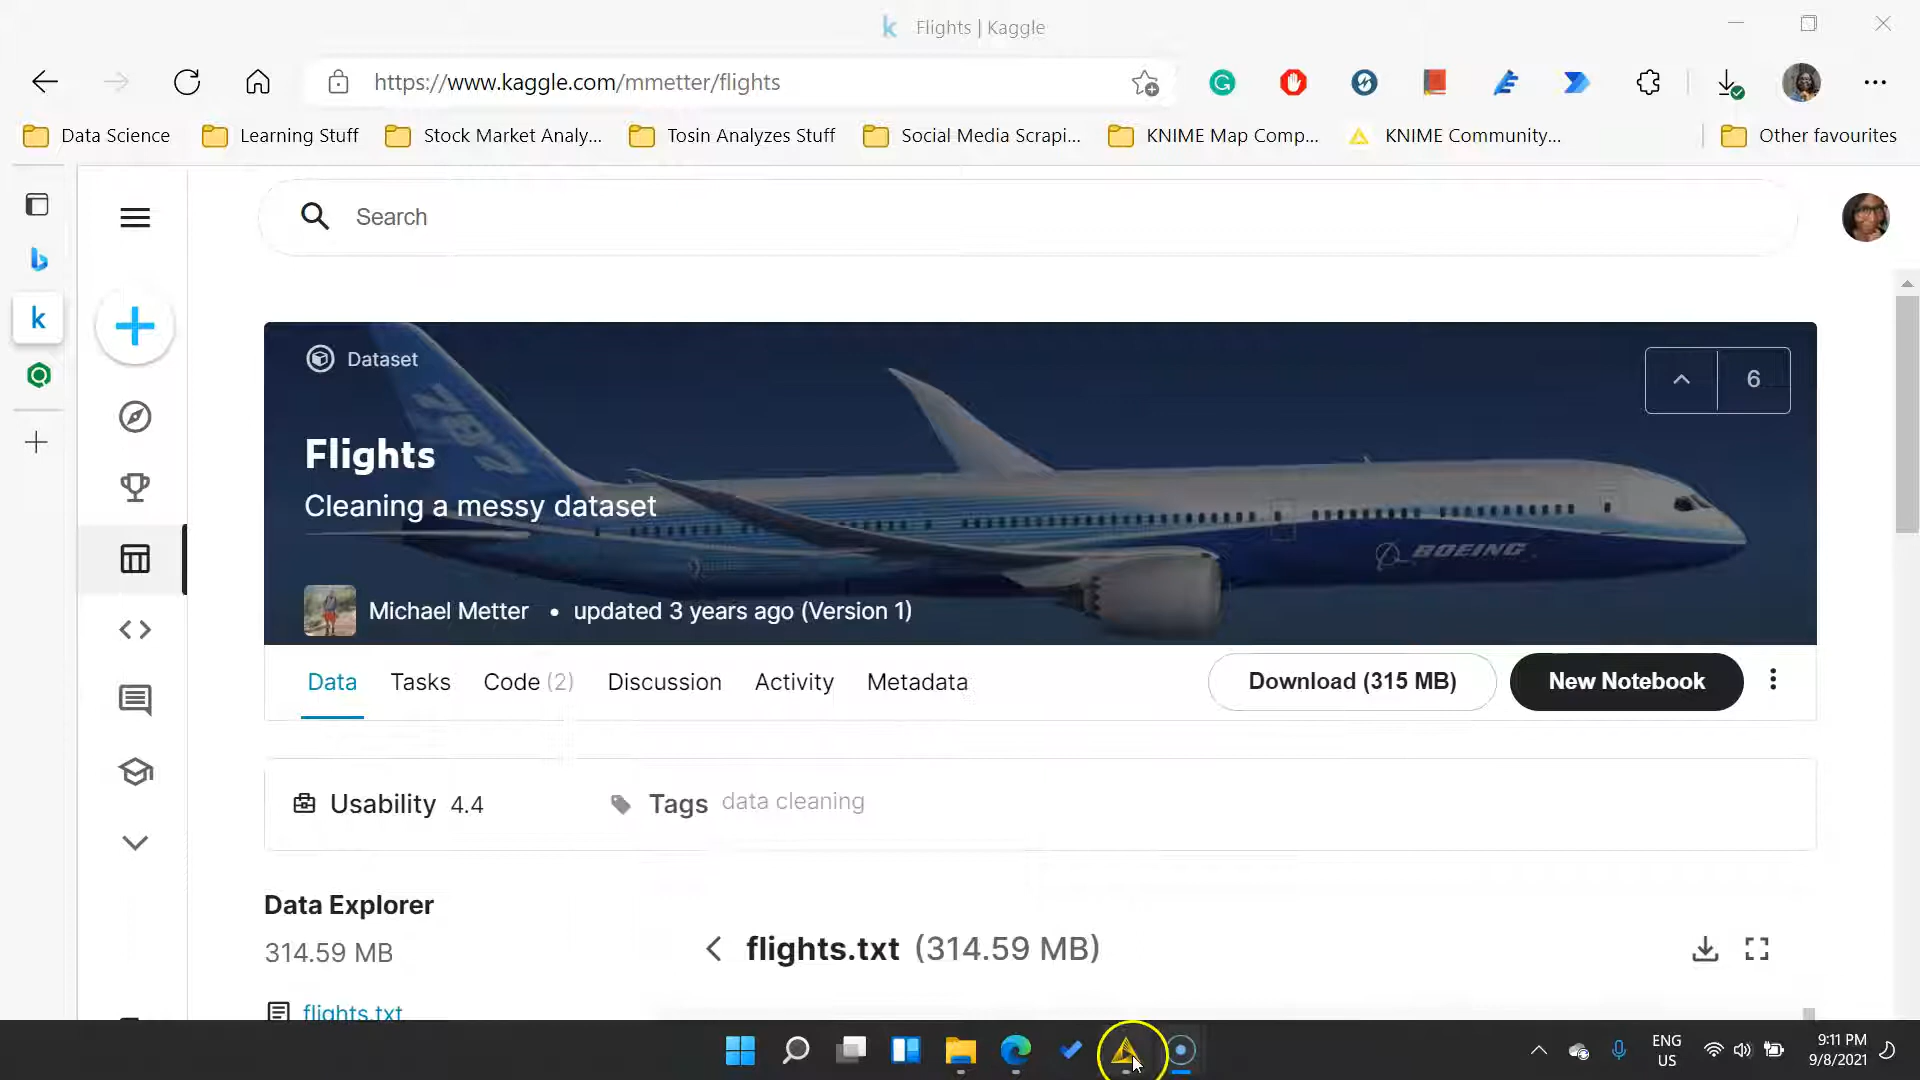 Flights | Kaggle
https://www.kaggle.com/mmetter/flights
Data Science
Learning Stuff
Stock Market Analy...
Tosin Analyzes Stuff
Social Media Scrapi...
KNIME Map Comp...
KNIME Community...
Other favourites
Search
Dataset
6
Flights
Cleaning a messy dataset
BOEING
Michael Metter • updated 3 years ago (Version 1)
Data
Tasks
Code (2)
Discussion
Activity
Metadata
Download (315 MB)
New Notebook
Usability 4.4
Tags data cleaning
Data Explorer
314.59 MB
flights.txt (314.59 MB)
flights.txt
ENG
US
9:11 PM
9/8/2021